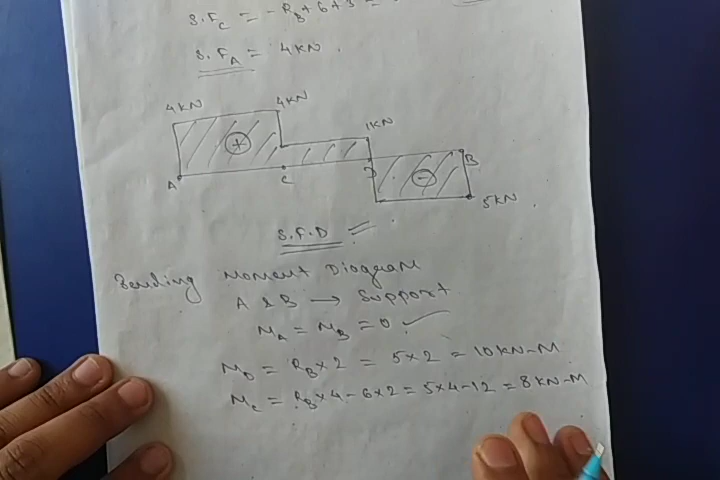 S.F_C = -R_B + 6 + 3 =
S.F_A = 4KN.
4KN 4KN 1KN
+
A C D - B
5KN.
S.F.D
Bending Moment Diagram
A & B → Support
M_A = M_B = 0
M_D = R_B × 2 = 5 × 2 = 10 KN-M
M_C = R_B × 4 - 6 × 2 = 5 × 4 - 12 = 8 KN-M